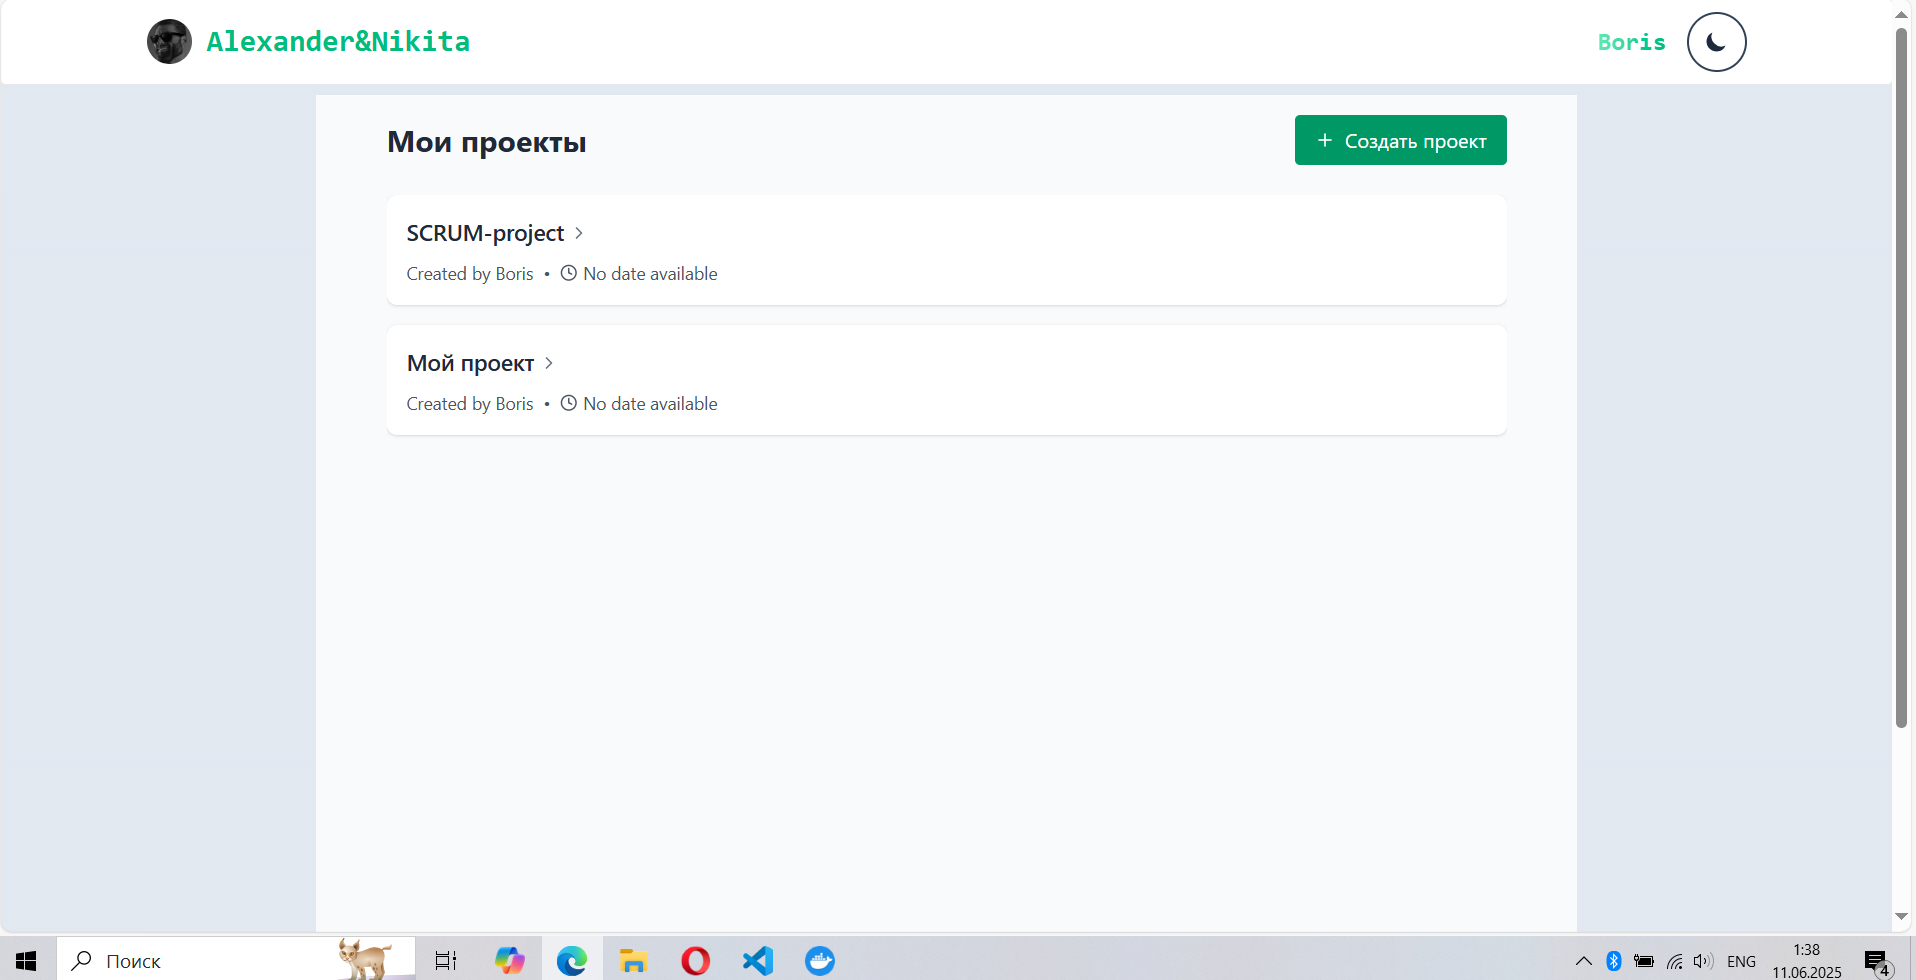 Alexander&Nikita
Boris
Мои проекты
+ Создать проект
SCRUM-project >
Created by Boris • No date available
Мой проект >
Created by Boris • No date available
Поиск
ENG
1:38
11.06.2025
4